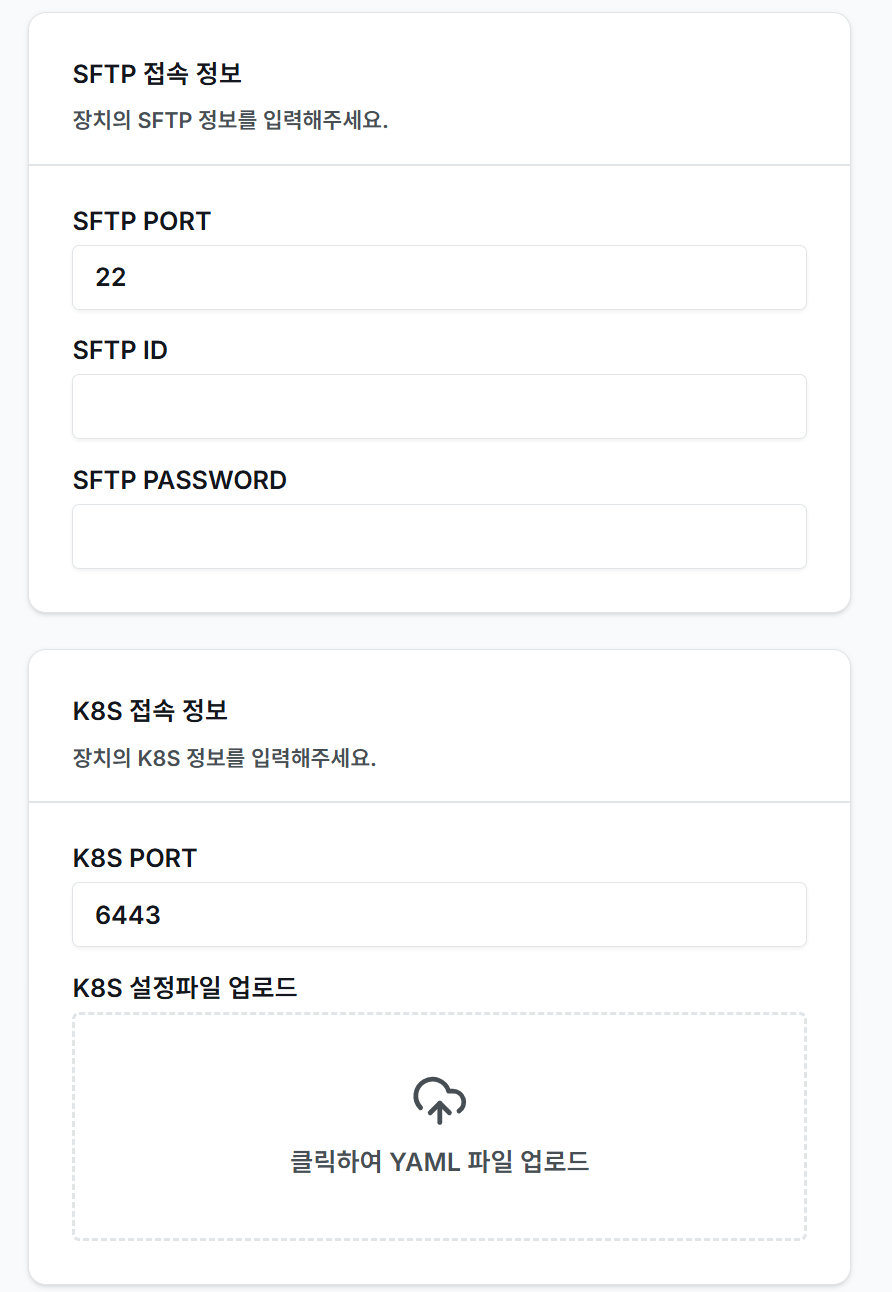 SFTP 접속 정보
장치의 SFTP 정보를 입력해주세요.
SFTP PORT
22
SFTP ID
SFTP PASSWORD
K8S 접속 정보
장치의 K8S 정보를 입력해주세요.
K8S PORT
6443
K8S 설정파일 업로드
클릭하여 YAML 파일 업로드